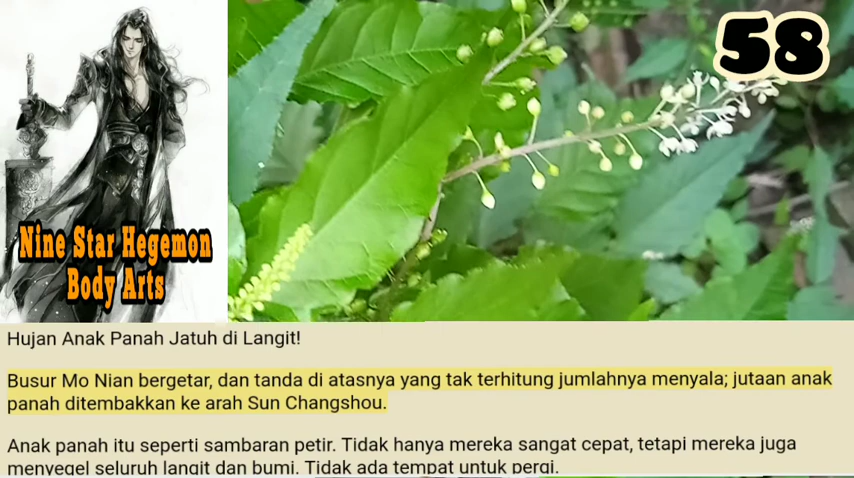 58
Nine Star Hegemon
Body Arts
Hujan Anak Panah Jatuh di Langit!
Busur Mo Nian bergetar, dan tanda di atasnya yang tak terhitung jumlahnya menyala; jutaan anak
panah ditembakkan ke arah Sun Changshou.
Anak panah itu seperti sambaran petir. Tidak hanya mereka sangat cepat, tetapi mereka juga
menyegel seluruh langit dan bumi. Tidak ada tempat untuk pergi.